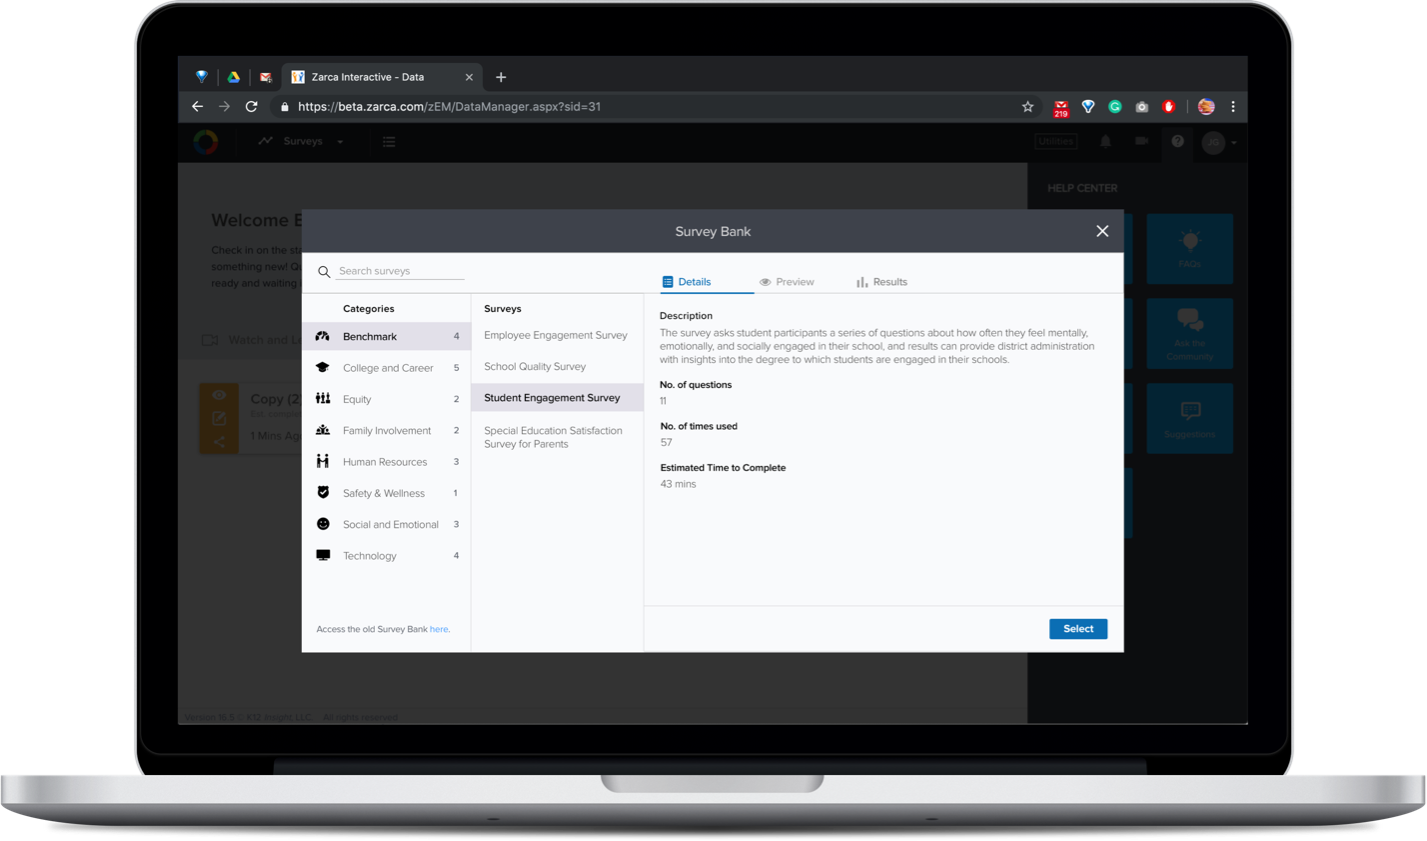 Zarca Interactive - Data
https://beta.zarca.com/zEM/DataManager.aspx?sid=31
219
Surveys
Utilities
JG
HELP CENTER
Welcome
Check in on the
something new!
ready and waiting
FAQs
Watch and
Ask the
Community
Copy (2)
Suggestions
1 Mins
Survey Bank
Search surveys
Details
Preview
Results
Categories
Benchmark 4
College and Career 5
Equity 2
Family Involvement 2
Human Resources 3
Safety & Wellness 1
Social and Emotional 3
Technology 4
Access the old Survey Bank here.
Surveys
Employee Engagement Survey
School Quality Survey
Student Engagement Survey
Special Education Satisfaction
Survey for Parents
Description
The survey asks student participants a series of questions about how often they feel mentally,
emotionally, and socially engaged in their school, and results can provide district administration
with insights into the degree to which students are engaged in their schools.
No. of questions
11
No. of times used
57
Estimated Time to Complete
43 mins
Select
© K12 Insight, LLC. All rights reserved